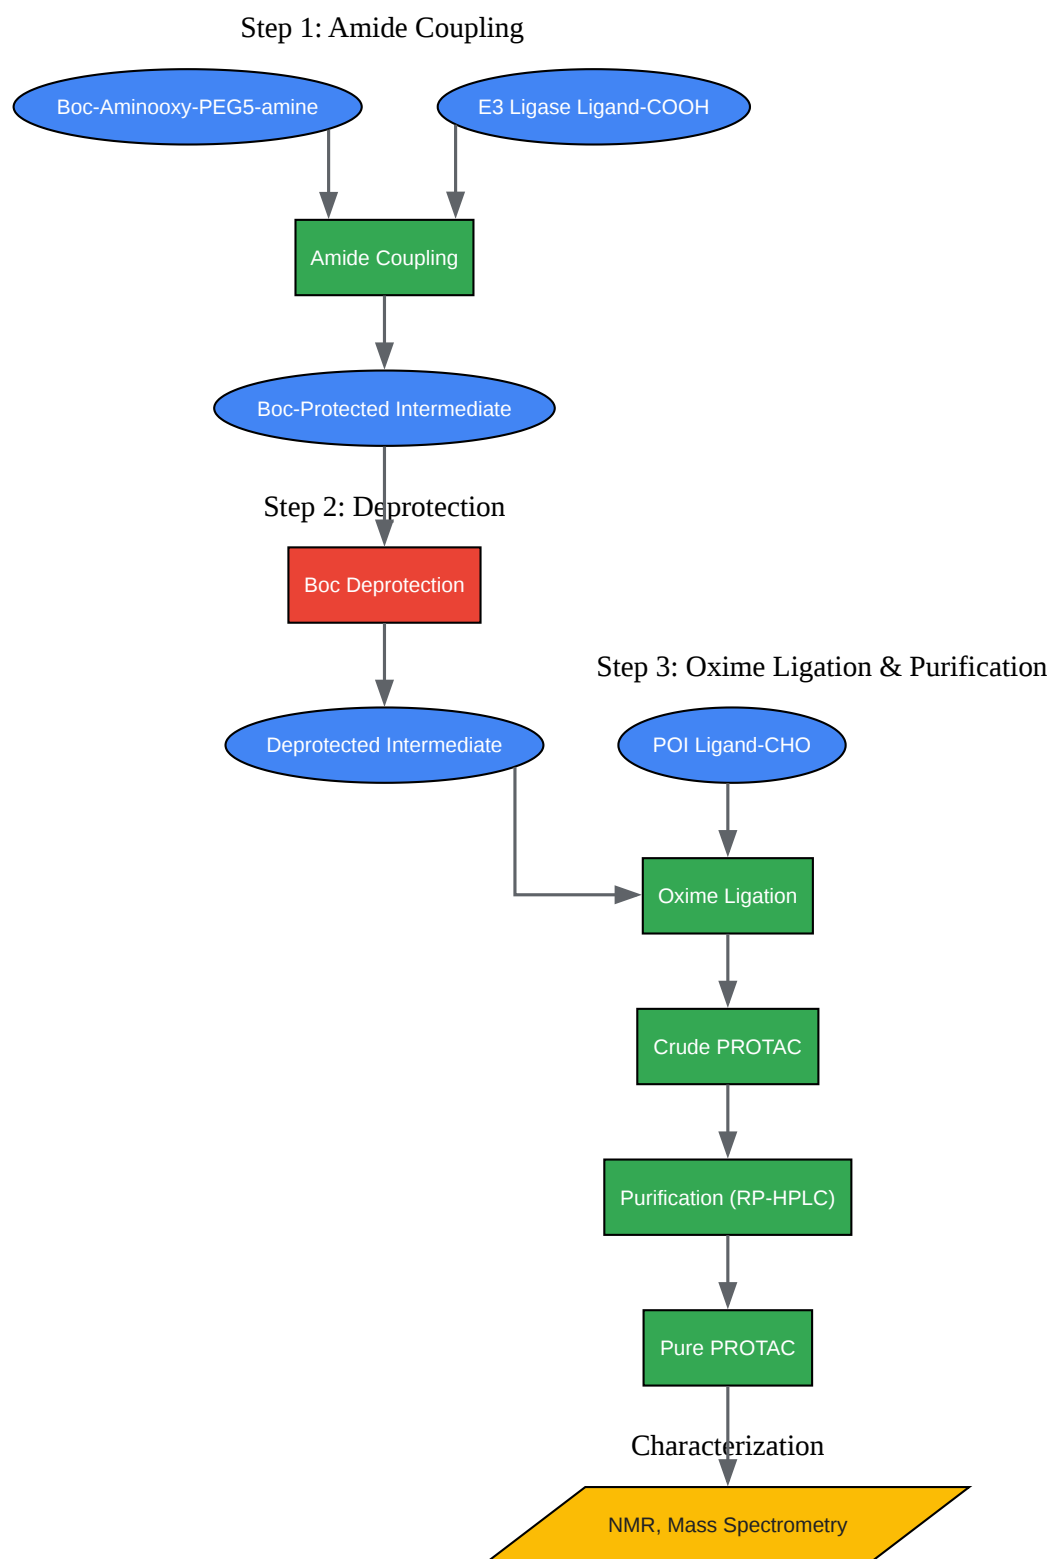 Step 1: Amide Coupling
Boc-Aminooxy-PEG5-amine
E3 Ligase Ligand-COOH
Amide Coupling
Boc-Protected Intermediate
Step 2: Deprotection
Boc Deprotection
Step 3: Oxime Ligation & Purification
Deprotected Intermediate
POI Ligand-CHO
Oxime Ligation
Crude PROTAC
Purification (RP-HPLC)
Pure PROTAC
Characterization
NMR, Mass Spectrometry